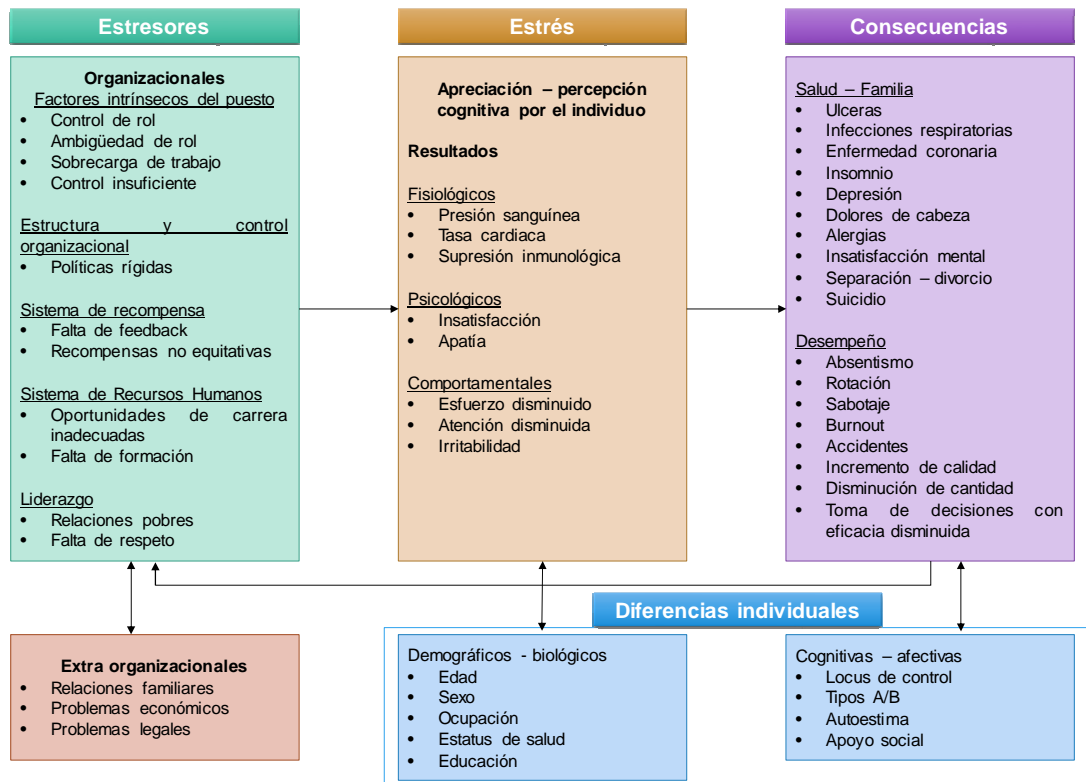 Estresores
Organizacionales
Factores intrínsecos del puesto
• Control de rol
• Ambigüedad de rol
• Sobrecarga de trabajo
• Control insuficiente
Estructura y control
organizacional
• Políticas rígidas
Sistema de recompensa
• Falta de feedback
• Recompensas no equitativas
Sistema de Recursos Humanos
• Oportunidades de carrera
inadecuadas
• Falta de formación
Liderazgo
• Relaciones pobres
• Falta de respeto
Estrés
Apreciación – percepción
cognitiva por el individuo
Resultados
Fisiológicos
• Presión sanguínea
• Tasa cardiaca
• Supresión inmunológica
Psicológicos
• Insatisfacción
• Apatía
Comportamentales
• Esfuerzo disminuido
• Atención disminuida
• Irritabilidad
Consecuencias
Salud – Familia
• Ulceras
• Infecciones respiratorias
• Enfermedad coronaria
• Insomnio
• Depresión
• Dolores de cabeza
• Alergias
• Insatisfacción mental
• Separación – divorcio
• Suicidio
Desempeño
• Absentismo
• Rotación
• Sabotaje
• Burnout
• Accidentes
• Incremento de calidad
• Disminución de cantidad
• Toma de decisiones con
eficacia disminuida
Extra organizacionales
• Relaciones familiares
• Problemas económicos
• Problemas legales
Diferencias individuales
Demográficos - biológicos
• Edad
• Sexo
• Ocupación
• Estatus de salud
• Educación
Cognitivas – afectivas
• Locus de control
• Tipos A/B
• Autoestima
• Apoyo social